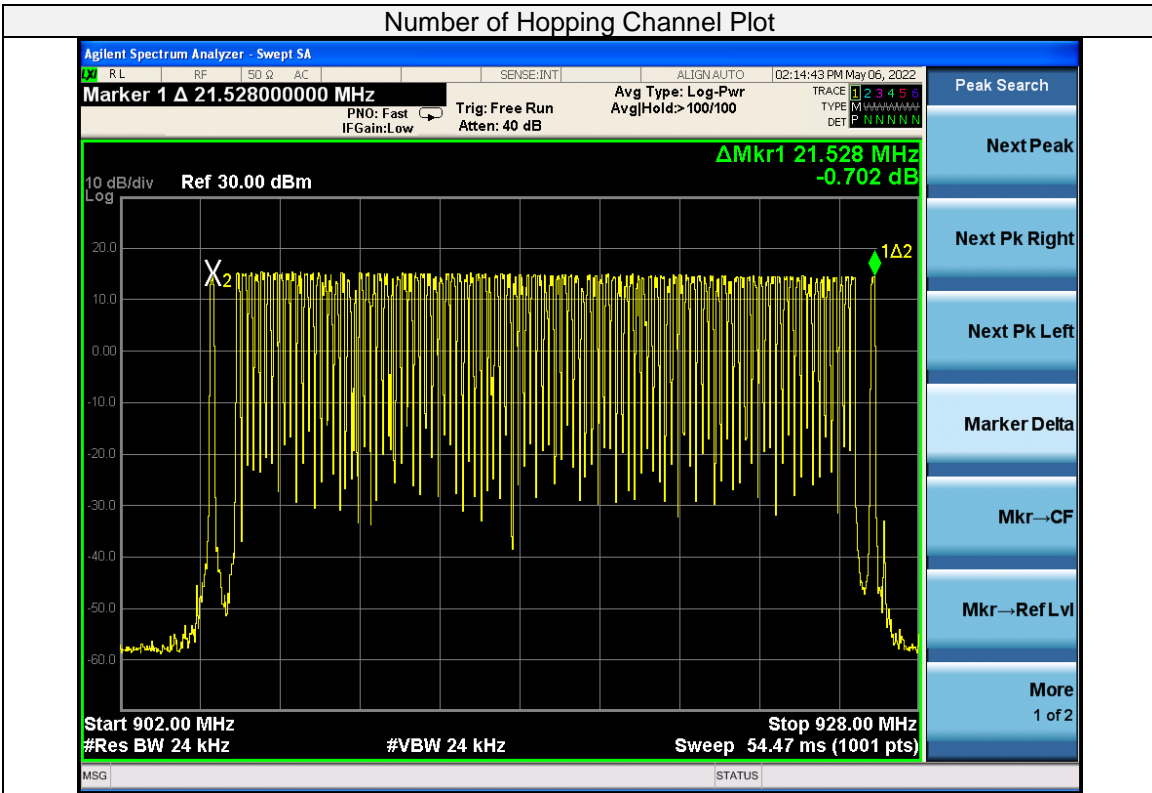 Number of Hopping Channel Plot
Agilent Spectrum Analyzer - Swept SA
LXI RL RF 50 Ω AC SENSE:INT ALIGN AUTO 02:14:43 PM May 06, 2022
Marker 1 Δ 21.528000000 MHz
PNO: Fast
IFGain:Low
Trig: Free Run
Atten: 40 dB
Avg Type: Log-Pwr
Avg|Hold:>100/100
TRACE 1 2 3 4 5 6
TYPE M
DET P N N N N N
ΔMkr1 21.528 MHz
-0.702 dB
10 dB/div Ref 30.00 dBm
Log
20.0
10.0
0.00
-10.0
-20.0
-30.0
-40.0
-50.0
-60.0
X2
1Δ2
Start 902.00 MHz Stop 928.00 MHz
#Res BW 24 kHz #VBW 24 kHz Sweep 54.47 ms (1001 pts)
MSG STATUS
Peak Search
Next Peak
Next Pk Right
Next Pk Left
Marker Delta
Mkr→CF
Mkr→Ref Lvl
More
1 of 2